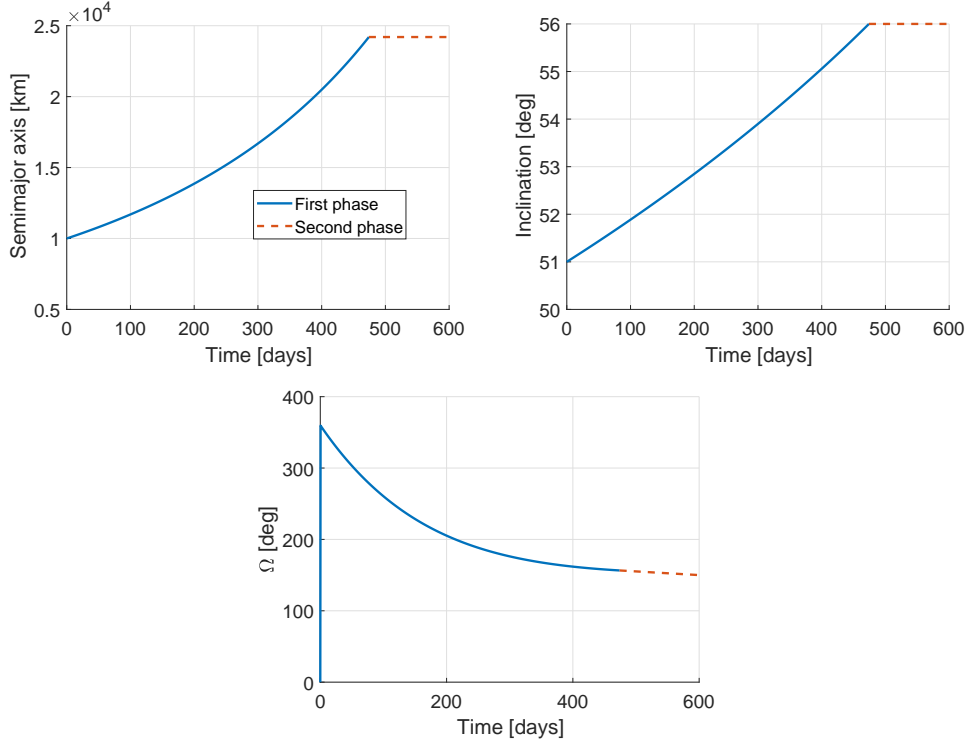 ×10⁴
2.5
2
1.5
1
0.5
Semimajor axis [km]
First phase
Second phase
0 100 200 300 400 500 600
Time [days]
56
55
54
53
52
51
50
Inclination [deg]
0 100 200 300 400 500 600
Time [days]
400
300
200
100
0
Ω [deg]
0 200 400 600
Time [days]